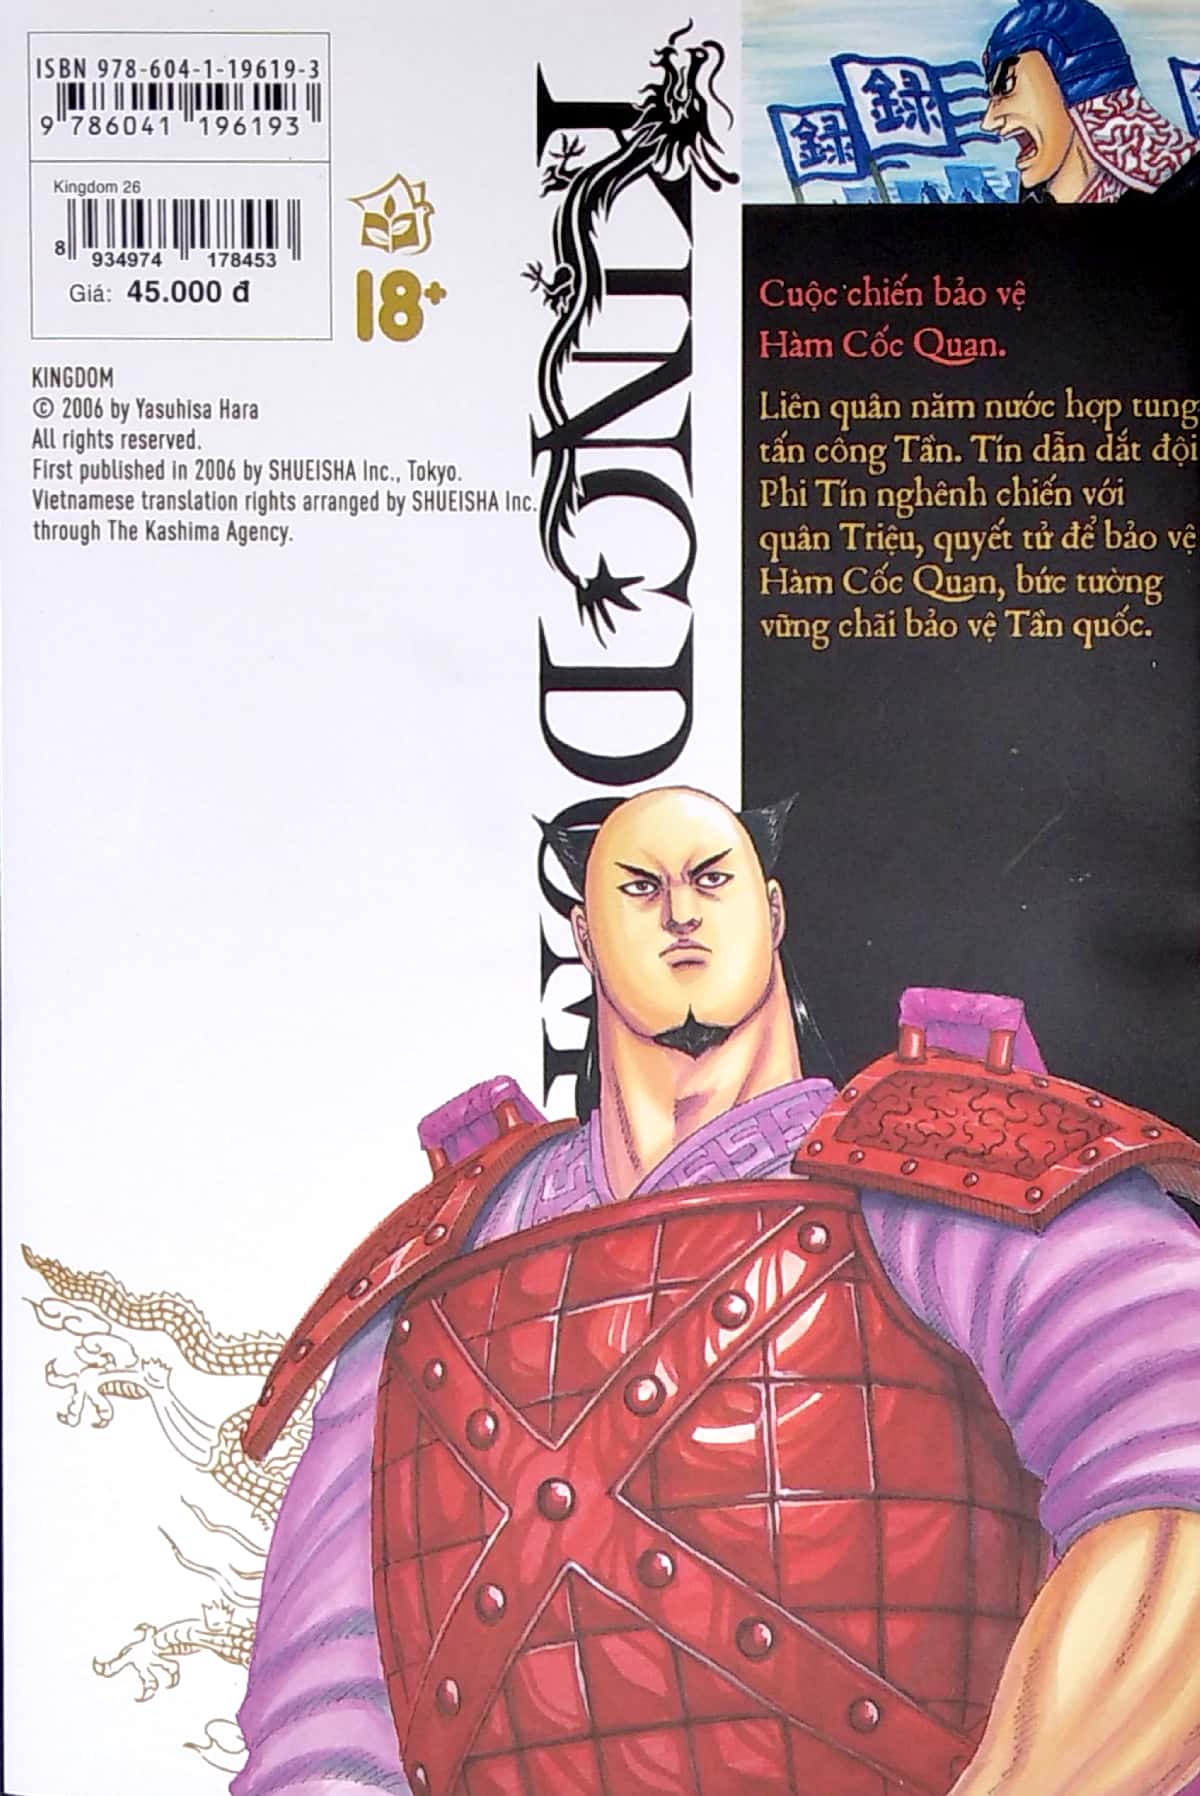 ISBN 978-604-1-19619-3
9 786041 196193
Kingdom 26
8 934974 178453
Giá: 45.000 đ
18+
KINGDOM
© 2006 by Yasuhisa Hara
All rights reserved.
First published in 2006 by SHUEISHA Inc., Tokyo.
Vietnamese translation rights arranged by SHUEISHA Inc.
through The Kashima Agency.
KINGDOM
録
録
Cuộc chiến bảo vệ
Hàm Cốc Quan.
Liên quân năm nước hợp tung
tấn công Tần. Tín dẫn dắt đội
Phi Tín nghênh chiến với
quân Triệu, quyết tử để bảo vệ
Hàm Cốc Quan, bức tường
vững chãi bảo vệ Tần quốc.